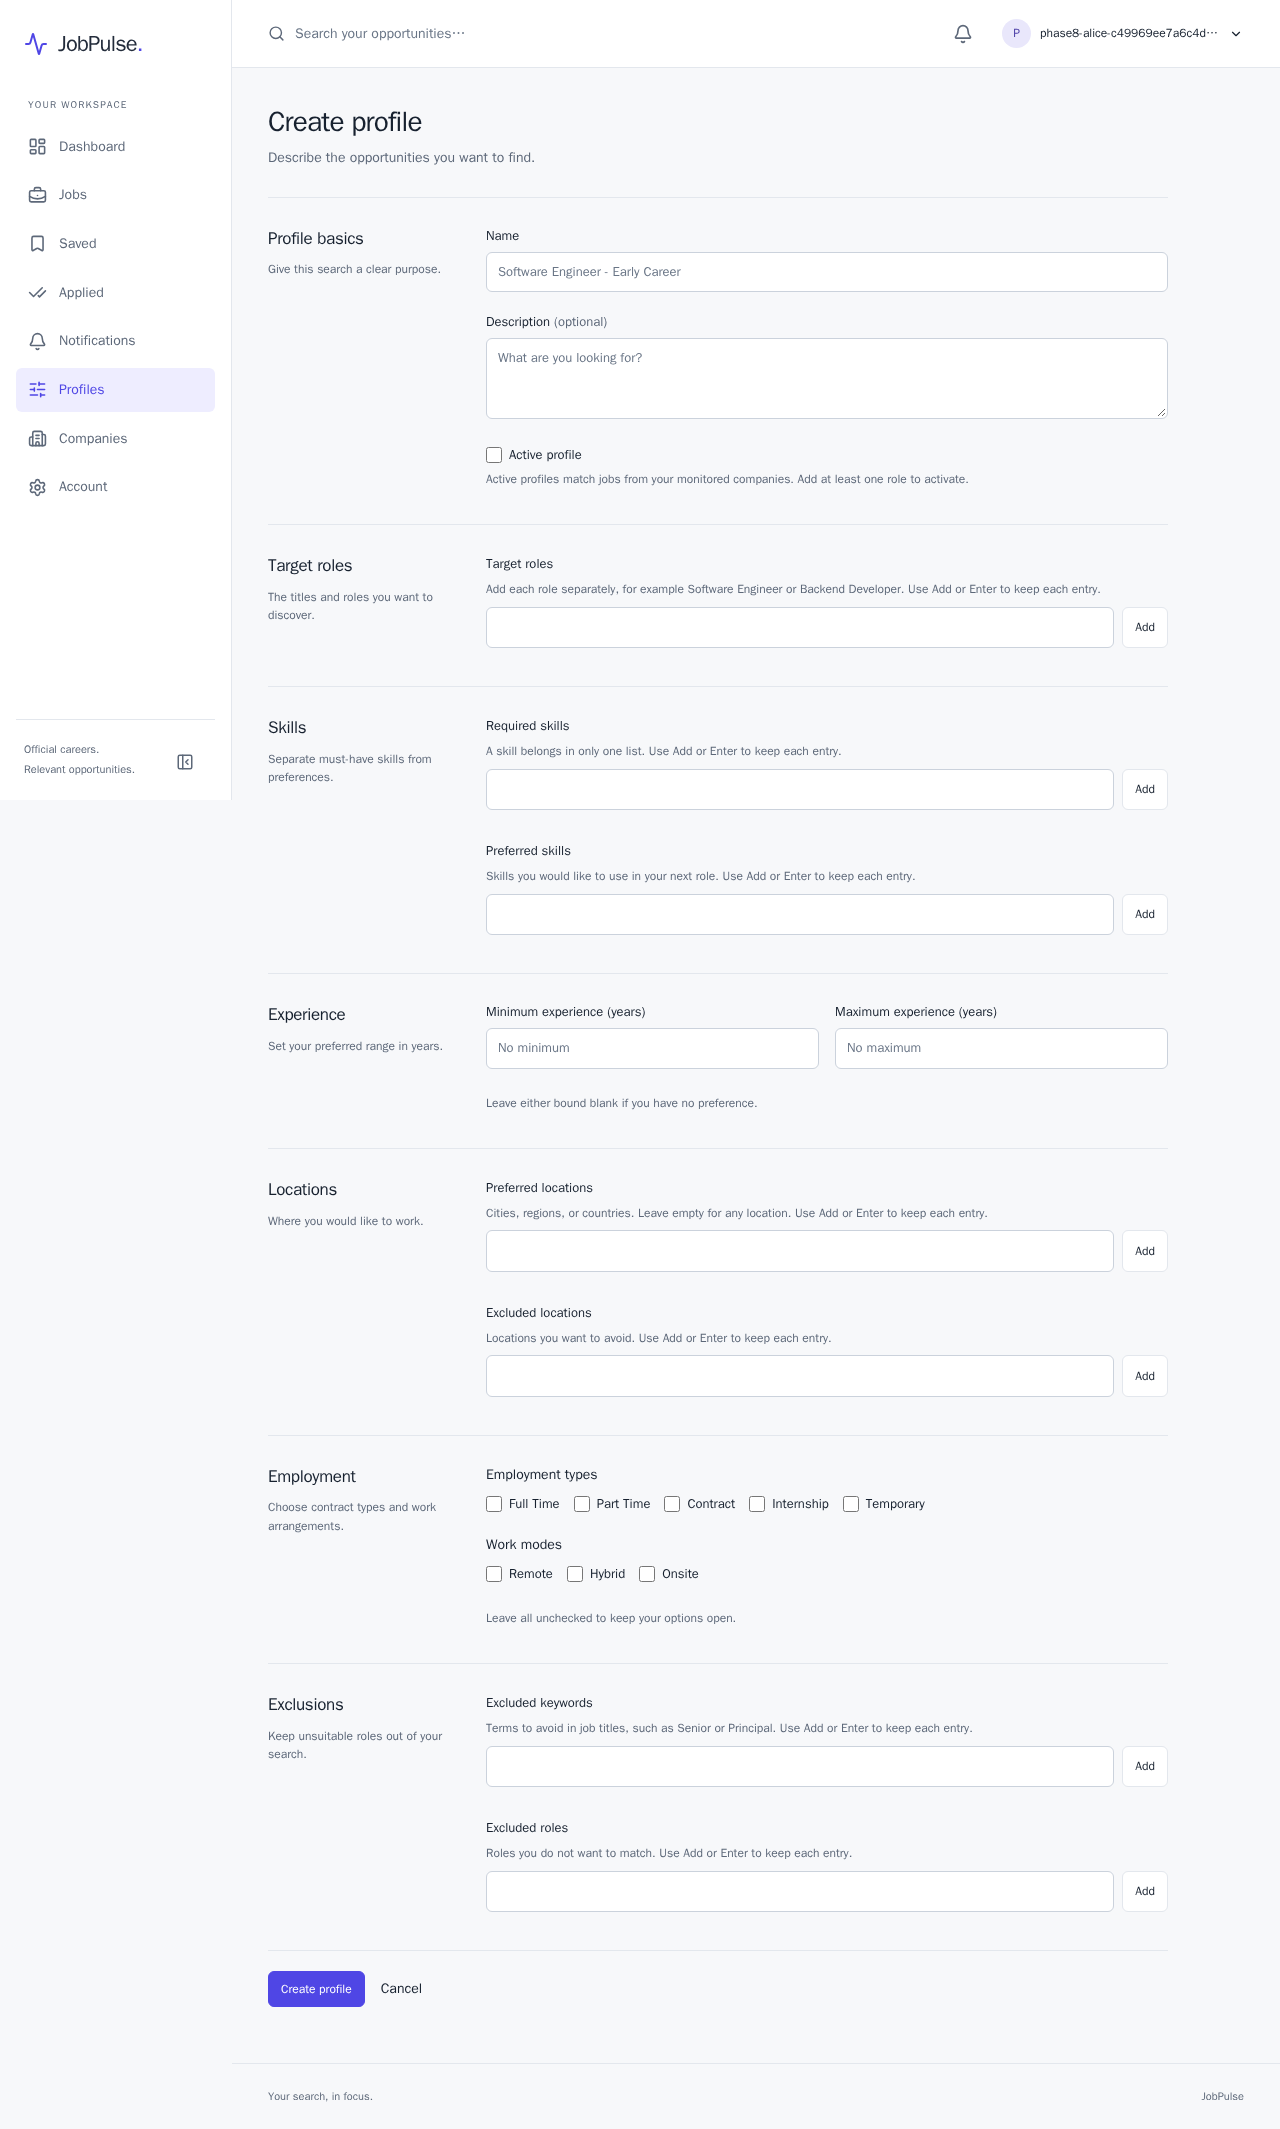 JobPulse.
Search your opportunities···
P
phase8-alice-c49969ee7a6c4d···
YOUR WORKSPACE
Dashboard
Jobs
Saved
Applied
Notifications
Profiles
Companies
Account
Official careers.
Relevant opportunities.
Create profile
Describe the opportunities you want to find.
Profile basics
Give this search a clear purpose.
Name
Software Engineer - Early Career
Description (optional)
What are you looking for?
Active profile
Active profiles match jobs from your monitored companies. Add at least one role to activate.
Target roles
The titles and roles you want to
discover.
Target roles
Add each role separately, for example Software Engineer or Backend Developer. Use Add or Enter to keep each entry.
Add
Skills
Separate must-have skills from
preferences.
Required skills
A skill belongs in only one list. Use Add or Enter to keep each entry.
Add
Preferred skills
Skills you would like to use in your next role. Use Add or Enter to keep each entry.
Add
Experience
Set your preferred range in years.
Minimum experience (years)
No minimum
Maximum experience (years)
No maximum
Leave either bound blank if you have no preference.
Locations
Where you would like to work.
Preferred locations
Cities, regions, or countries. Leave empty for any location. Use Add or Enter to keep each entry.
Add
Excluded locations
Locations you want to avoid. Use Add or Enter to keep each entry.
Add
Employment
Choose contract types and work
arrangements.
Employment types
Full Time Part Time Contract Internship Temporary
Work modes
Remote Hybrid Onsite
Leave all unchecked to keep your options open.
Exclusions
Keep unsuitable roles out of your
search.
Excluded keywords
Terms to avoid in job titles, such as Senior or Principal. Use Add or Enter to keep each entry.
Add
Excluded roles
Roles you do not want to match. Use Add or Enter to keep each entry.
Add
Create profile Cancel
Your search, in focus.
JobPulse